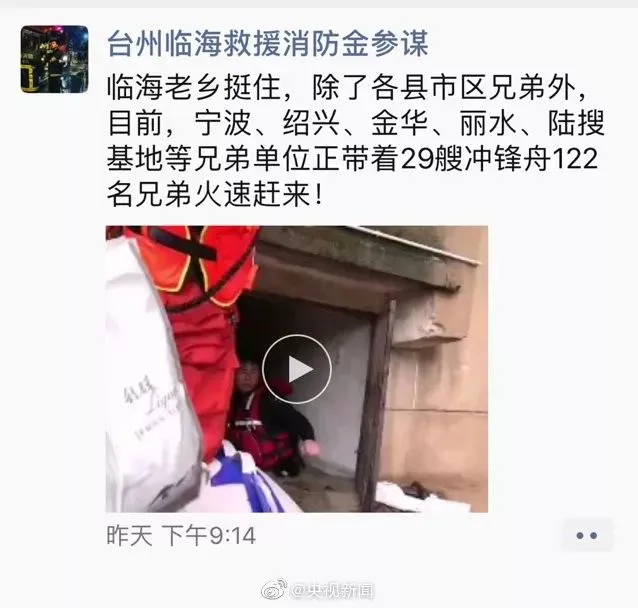 台州临海救援消防金参谋
临海老乡挺住，除了各县市区兄弟外，
目前，宁波、绍兴、金华、丽水、陆搜
基地等兄弟单位正带着29艘冲锋舟122
名兄弟火速赶来！
昨天 下午9:14
@央视新闻